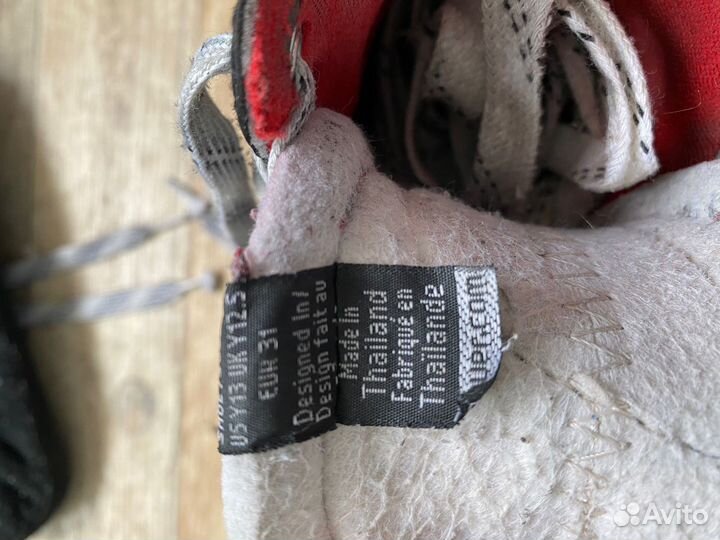 US Y13 UK Y12.5
EUR 31
Designed in/
Design fait au
Made in
Thailand
Fabriqué en
Thaïlande
Avito